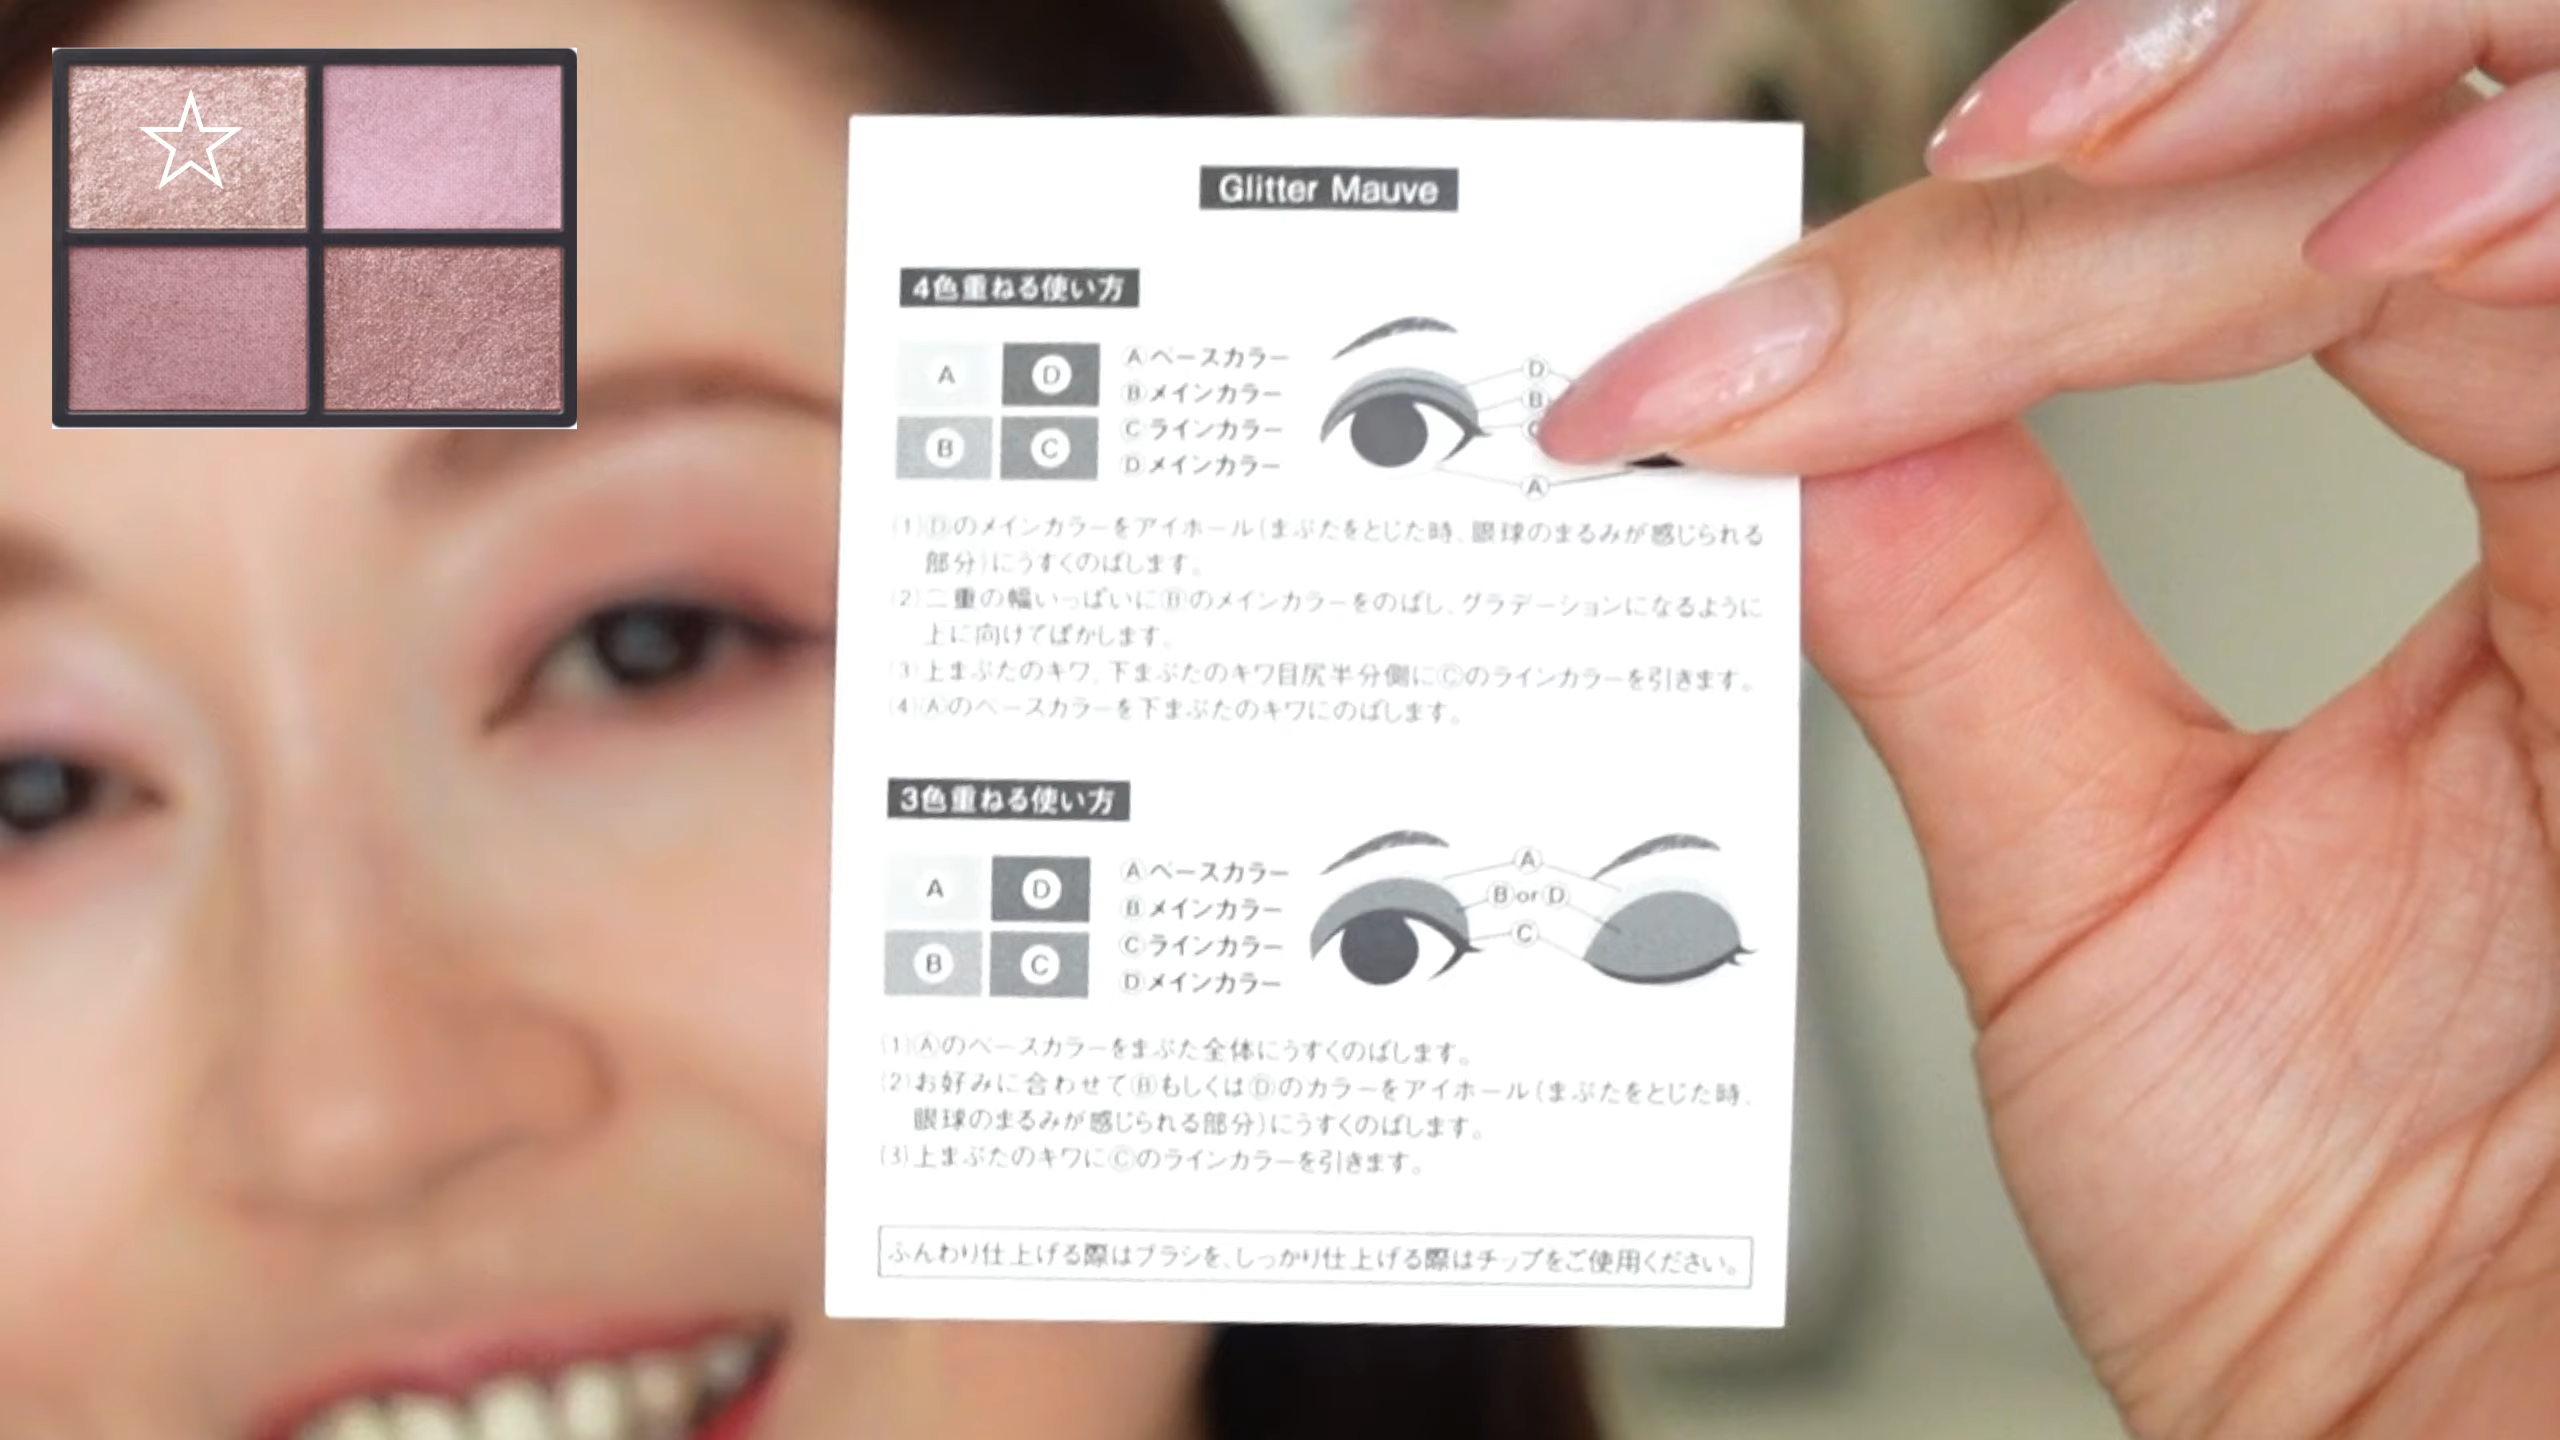 Glitter Mauve
4色重ねる使い方
A D
B C
Ⓐベースカラー
Ⓑメインカラー
Ⓒラインカラー
Ⓓメインカラー
Ⓓ
Ⓑ
Ⓐ
(1)Ⓓのメインカラーをアイホール(まぶたをとじた時、眼球のまるみが感じられる
部分)にうすくのばします。
(2)二重の幅いっぱいにⒷのメインカラーをのばし、グラデーションになるように
上に向けてぼかします。
(3)上まぶたのキワ、下まぶたのキワ目尻半分側にⒸのラインカラーを引きます。
(4)Ⓐのベースカラーを下まぶたのキワにのばします。
3色重ねる使い方
A D
B C
Ⓐベースカラー
Ⓑメインカラー
Ⓒラインカラー
Ⓓメインカラー
Ⓐ
Ⓑ or Ⓓ
Ⓒ
(1)Ⓐのベースカラーをまぶた全体にうすくのばします。
(2)お好みに合わせてⒷもしくはⒹのカラーをアイホール(まぶたをとじた時、
眼球のまるみが感じられる部分)にうすくのばします。
(3)上まぶたのキワにⒸのラインカラーを引きます。
ふんわり仕上げる際はブラシを、しっかり仕上げる際はチップをご使用ください。